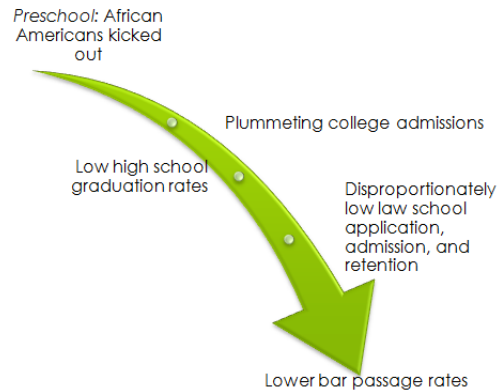 Preschool: African
Americans kicked
out
Plummeting college admissions
Low high school
graduation rates
Disproportionately
low law school
application,
admission, and
retention
Lower bar passage rates